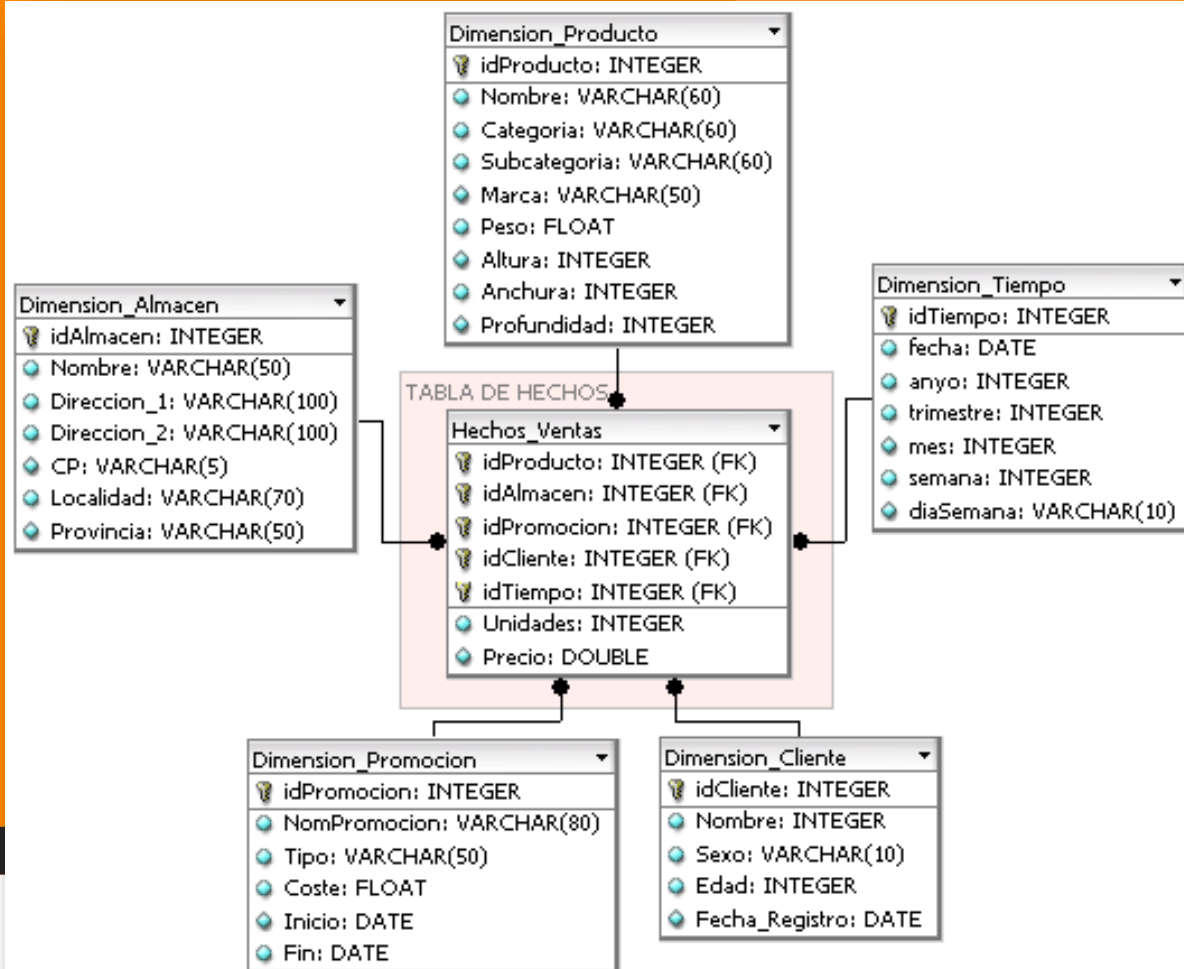 Dimension_Producto
idProducto: INTEGER
Nombre: VARCHAR(60)
Categoria: VARCHAR(60)
Subcategoria: VARCHAR(60)
Marca: VARCHAR(50)
Peso: FLOAT
Altura: INTEGER
Anchura: INTEGER
Profundidad: INTEGER
Dimension_Almacen
idAlmacen: INTEGER
Nombre: VARCHAR(50)
Direccion_1: VARCHAR(100)
Direccion_2: VARCHAR(100)
CP: VARCHAR(5)
Localidad: VARCHAR(70)
Provincia: VARCHAR(50)
TABLA DE HECHOS
Hechos_Ventas
idProducto: INTEGER (FK)
idAlmacen: INTEGER (FK)
idPromocion: INTEGER (FK)
idCliente: INTEGER (FK)
idTiempo: INTEGER (FK)
Unidades: INTEGER
Precio: DOUBLE
Dimension_Tiempo
idTiempo: INTEGER
fecha: DATE
anyo: INTEGER
trimestre: INTEGER
mes: INTEGER
semana: INTEGER
diaSemana: VARCHAR(10)
Dimension_Promocion
idPromocion: INTEGER
NomPromocion: VARCHAR(80)
Tipo: VARCHAR(50)
Coste: FLOAT
Inicio: DATE
Fin: DATE
Dimension_Cliente
idCliente: INTEGER
Nombre: INTEGER
Sexo: VARCHAR(10)
Edad: INTEGER
Fecha_Registro: DATE